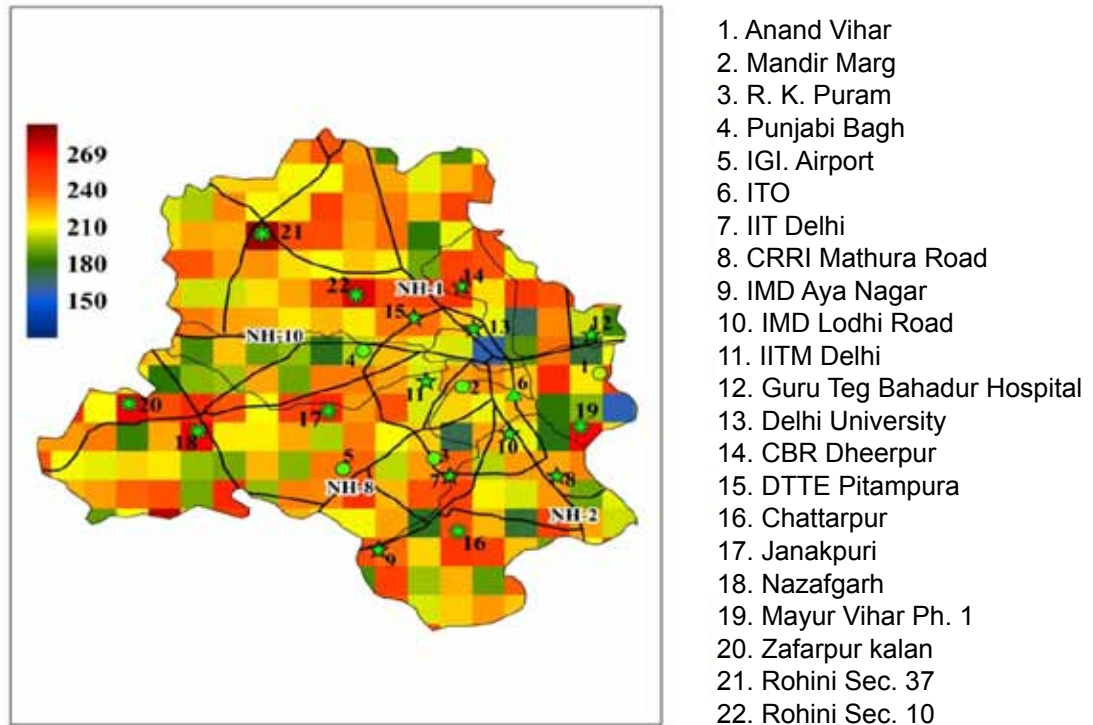 269
240
210
180
150
21
22
14
NH-1
15
13
12
NH-10
4
1
11
2
6
20
17
19
18
10
5
3
7
8
NH-8
NH-2
16
9
1. Anand Vihar
2. Mandir Marg
3. R. K. Puram
4. Punjabi Bagh
5. IGI. Airport
6. ITO
7. IIT Delhi
8. CRRI Mathura Road
9. IMD Aya Nagar
10. IMD Lodhi Road
11. IITM Delhi
12. Guru Teg Bahadur Hospital
13. Delhi University
14. CBR Dheerpur
15. DTTE Pitampura
16. Chattarpur
17. Janakpuri
18. Nazafgarh
19. Mayur Vihar Ph. 1
20. Zafarpur kalan
21. Rohini Sec. 37
22. Rohini Sec. 10